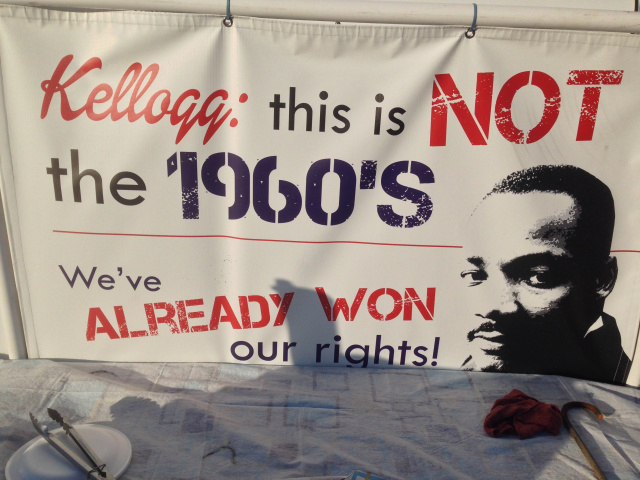 Kellogg: this is NOT
the 1960'S
We've
ALREADY WON
our rights!